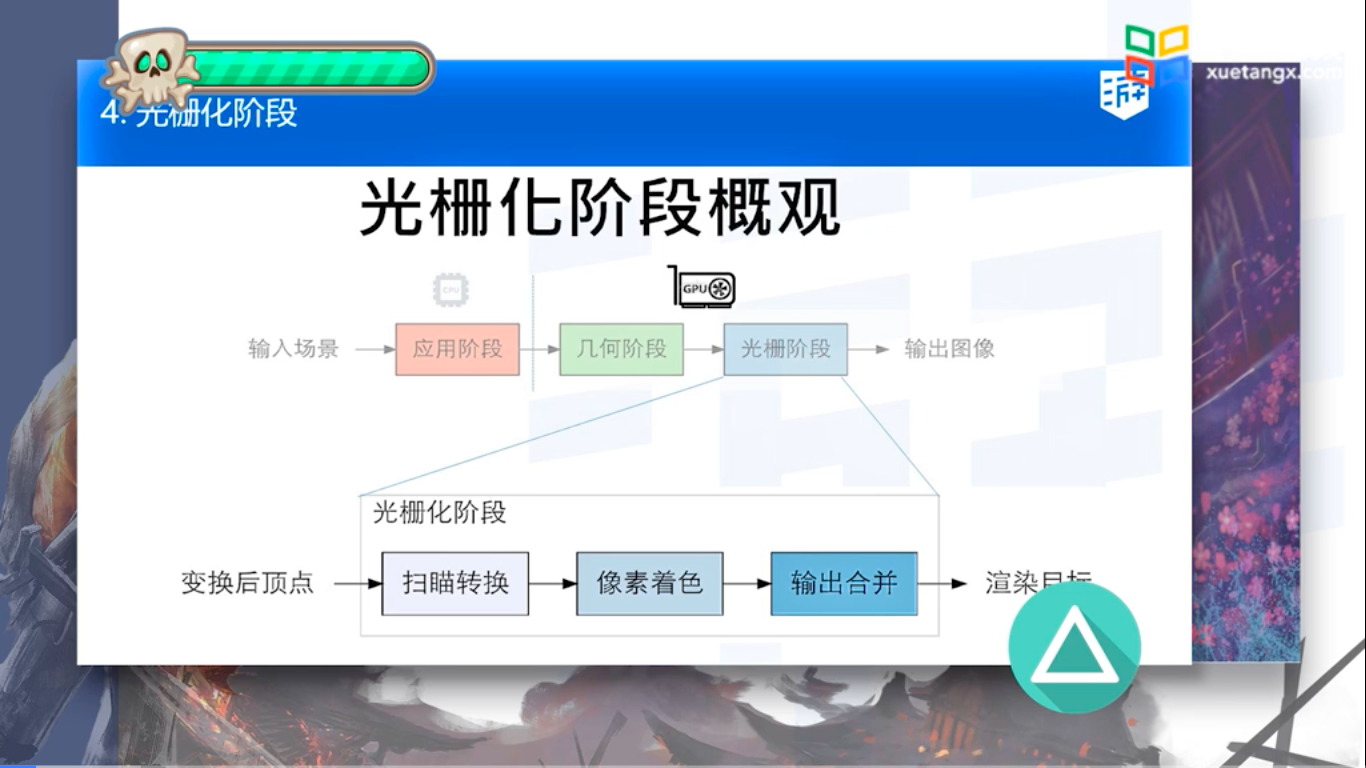 xuetangx.com
4. 光栅化阶段
游
光栅化阶段概观
CPU
GPU
输入场景 应用阶段 几何阶段 光栅阶段 输出图像
光栅化阶段
变换后顶点 扫瞄转换 像素着色 输出合并 渲染目标